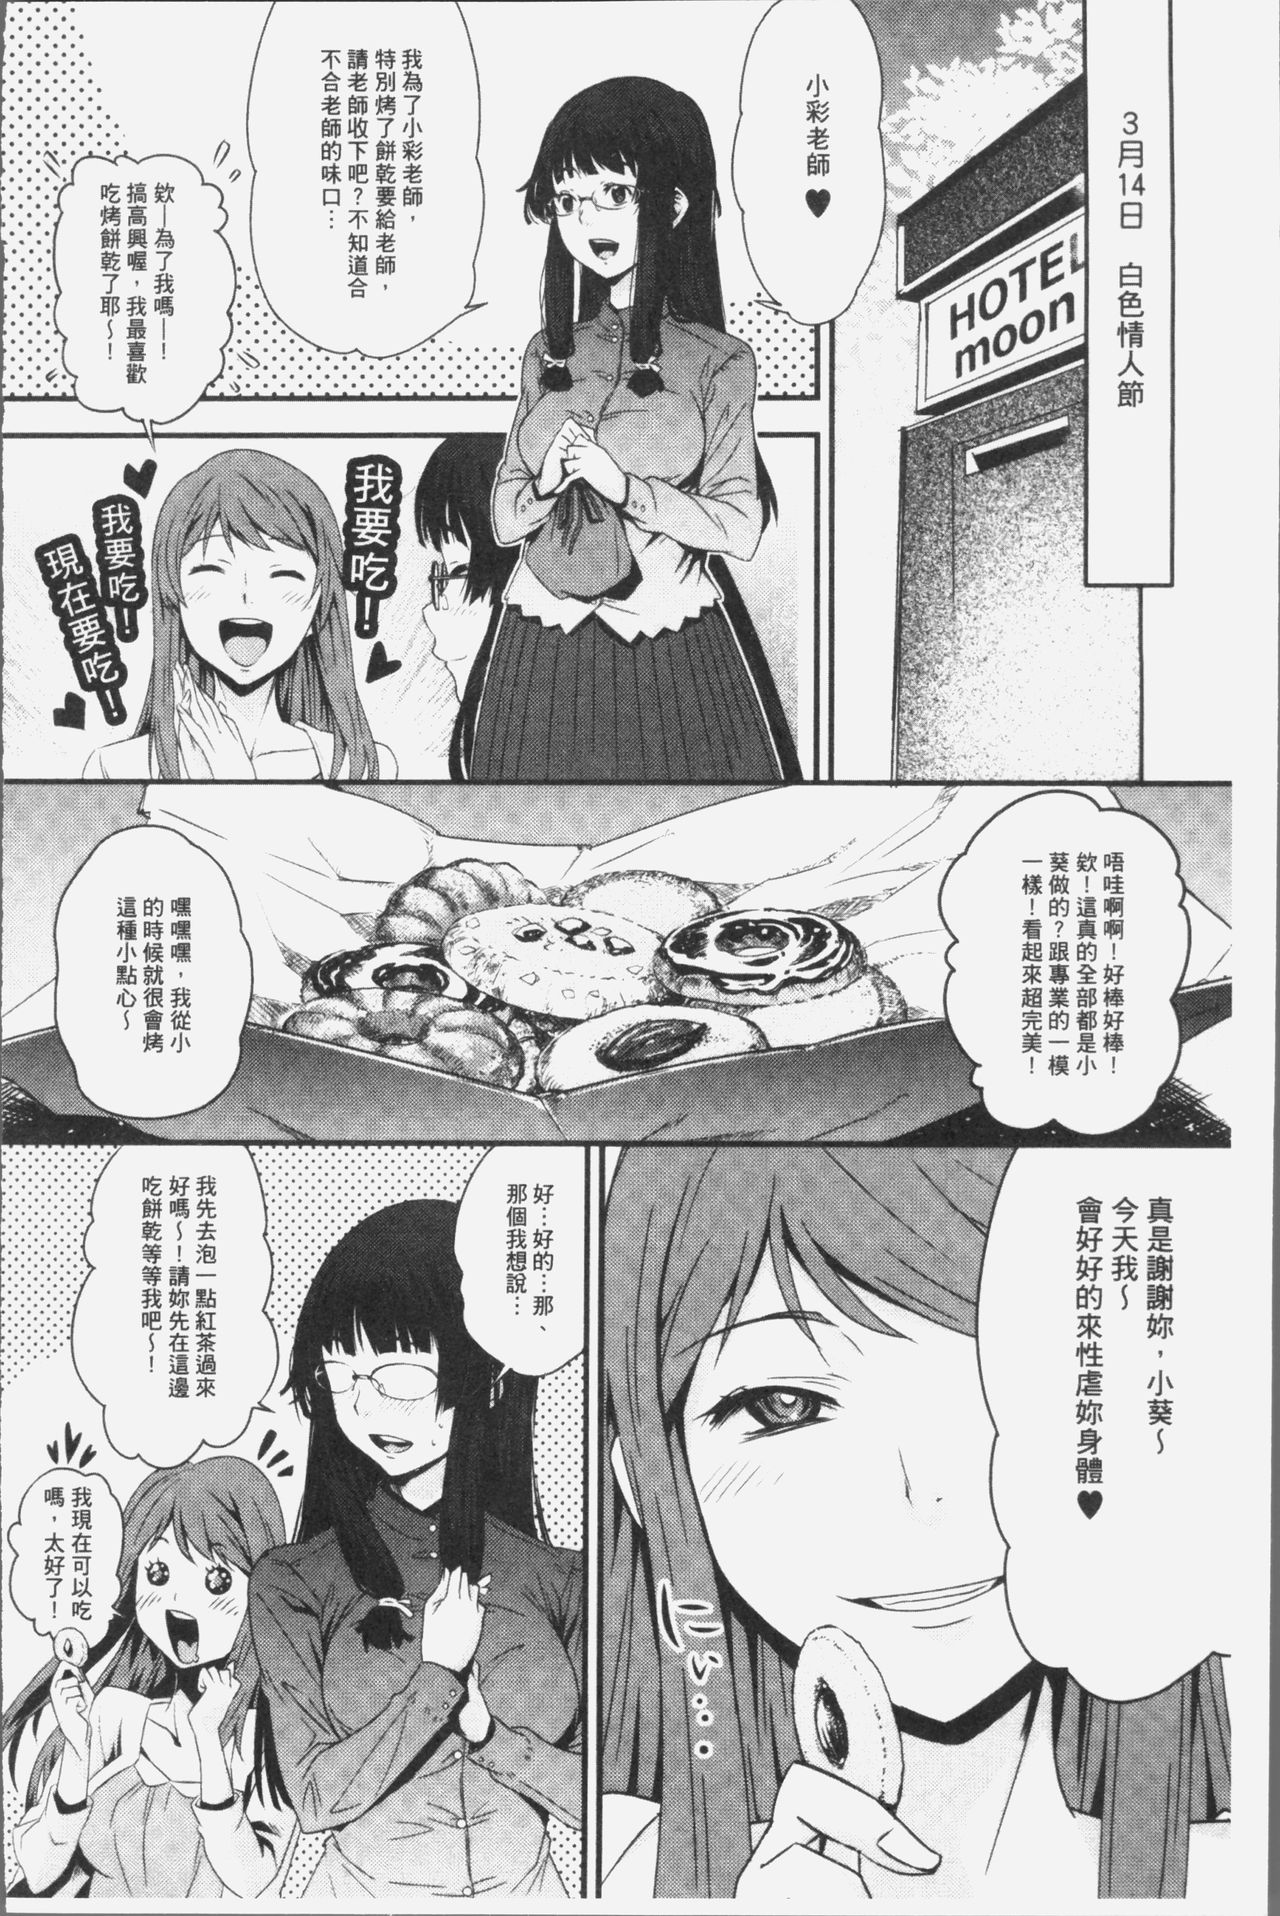 3月14日 白色情人節
HOTEL
moon
小彩老師♥
我為了小彩老師，
特別烤了餅乾要給老師，
請老師收下吧？不知道合
不合老師的味口…
欸—為了我嗎—！
搞高興喔，我最喜歡
吃烤餅乾了耶～！
我要吃！
我要吃！
現在要吃！
唔哇啊啊！好棒好棒！
欸！這真的全部都是小
葵做的？跟專業的一模
一樣！看起來超完美！
嘿嘿嘿，我從小
的時候就很會烤
這種小點心～
真是謝謝妳，小葵～
今天我～
會好好的來性虐妳身體♥
ニい…
好…好的…那、
那個我想說…
我先去泡一點紅茶過來
好嗎～！請妳先在這邊
吃餅乾等等我吧～！
我現在可以吃
嗎，太好了！